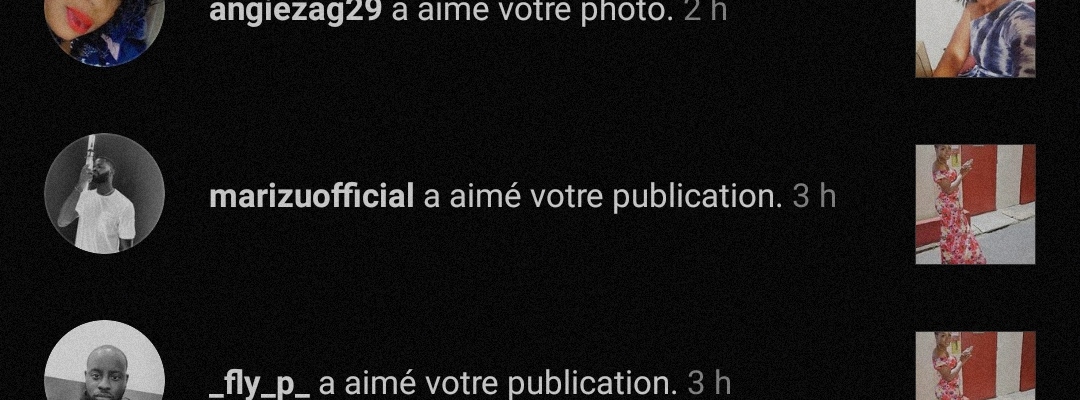 angiezag29 a aimé votre photo. 2 h
marizuofficial a aimé votre publication. 3 h
_fly_p_ a aimé votre publication. 3 h